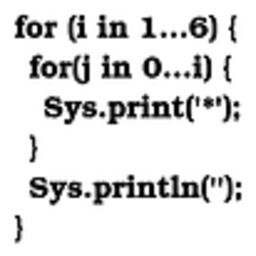 for (i in 1...6) {
for(j in 0...i) {
Sys.print('*');
}
Sys.println('');
}